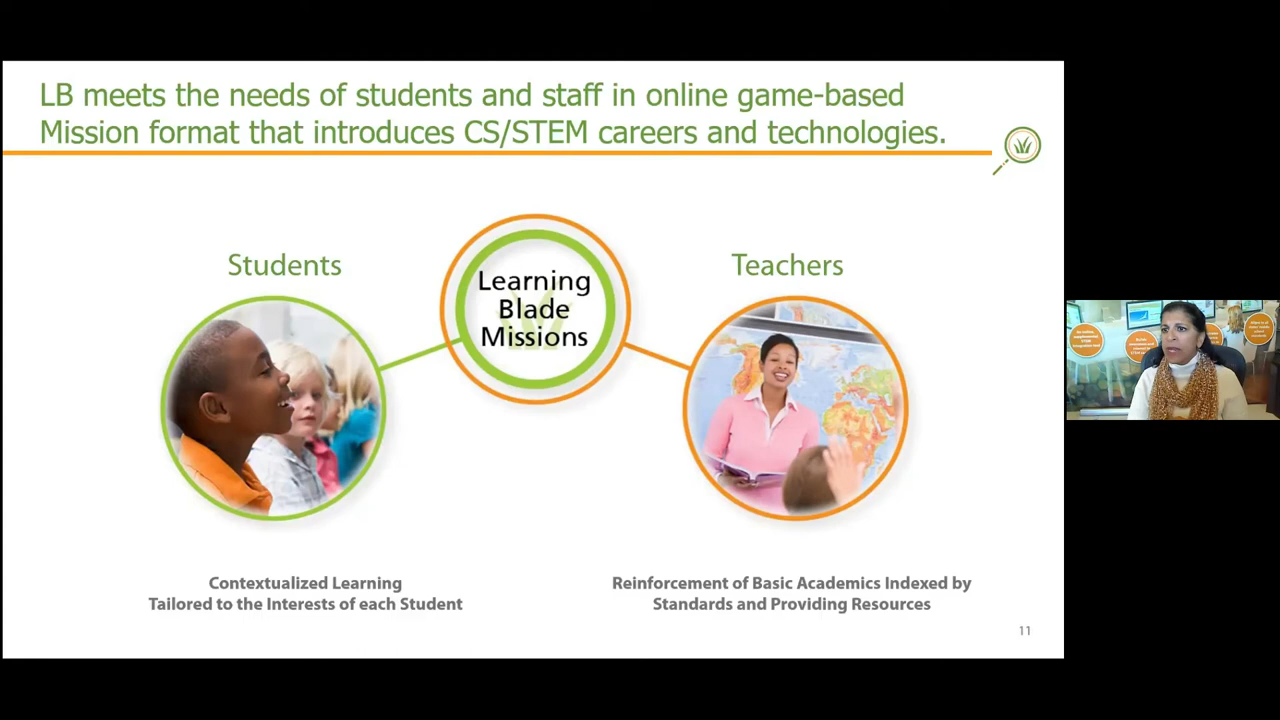 LB meets the needs of students and staff in online game-based
Mission format that introduces CS/STEM careers and technologies.
Students
Learning
Blade
Missions
Teachers
Contextualized Learning
Tailored to the Interests of each Student
Reinforcement of Basic Academics Indexed by
Standards and Providing Resources
11